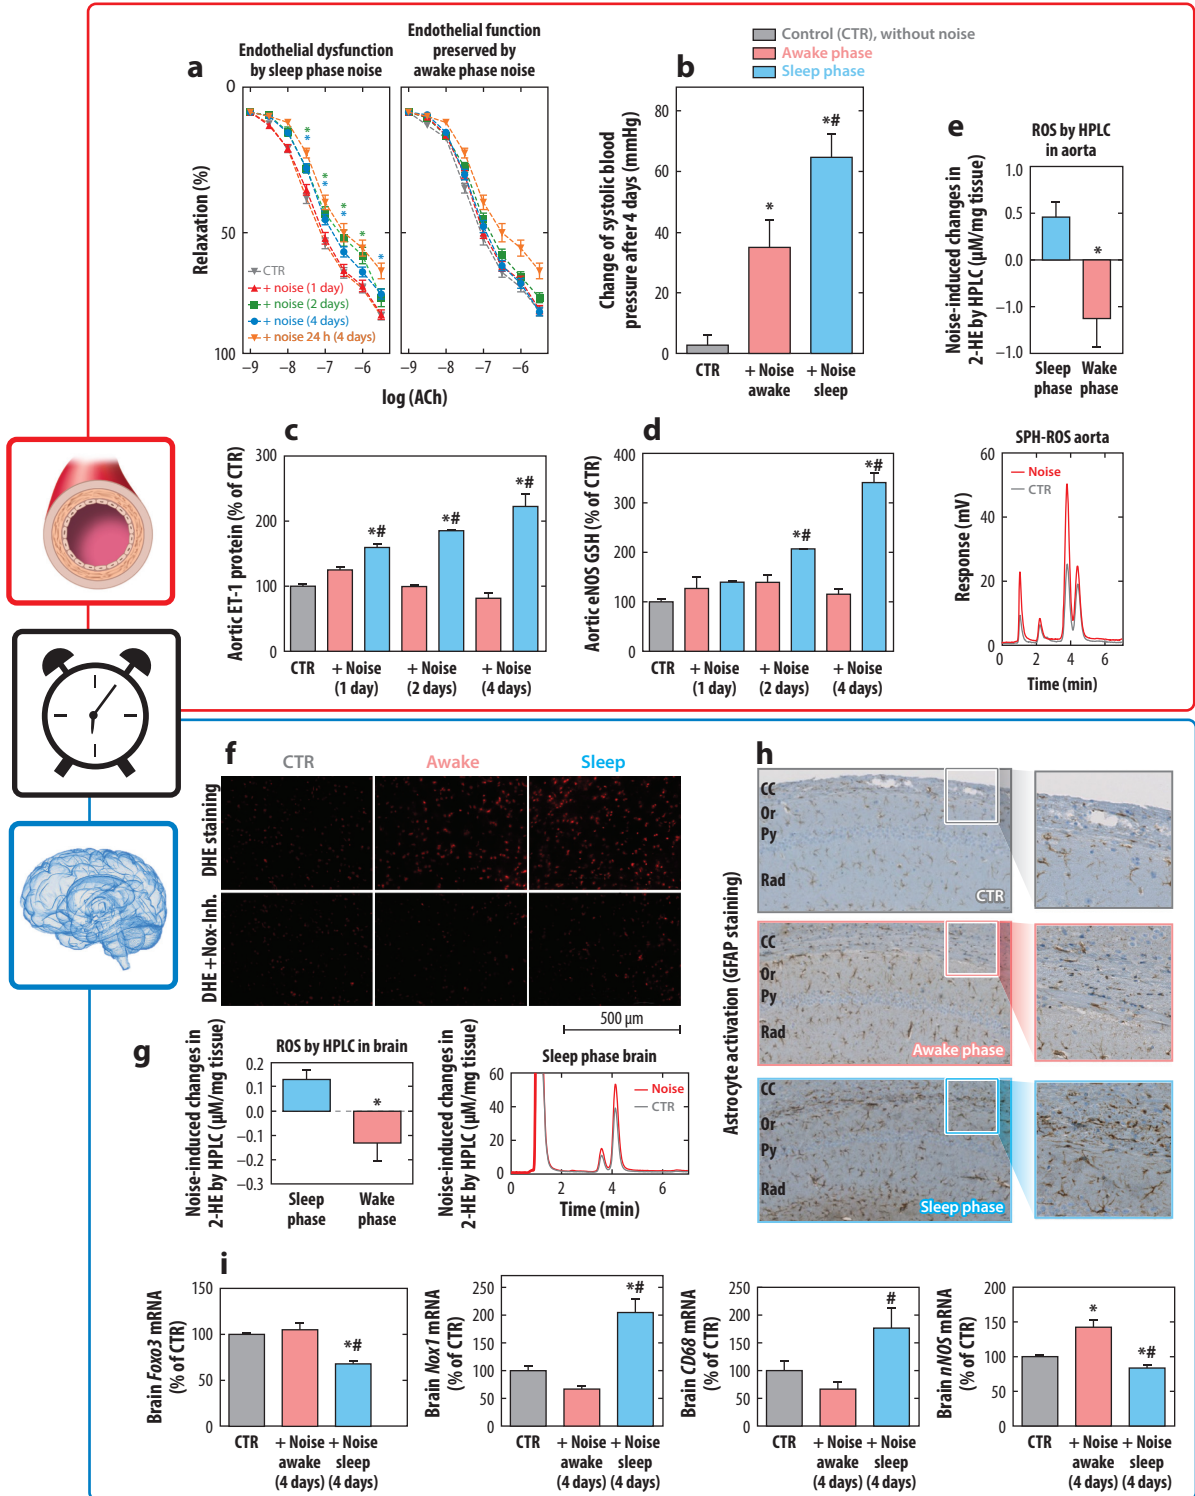 Control (CTR), without noise
Awake phase
Sleep phase
a
Endothelial dysfunction
by sleep phase noise
Endothelial function
preserved by
awake phase noise
Relaxation (%)
0
50
100
CTR
+ noise (1 day)
+ noise (2 days)
+ noise (4 days)
+ noise 24 h (4 days)
* * * * * * * *
−9 −8 −7 −6
−9 −8 −7 −6
log (ACh)
b
Change of systolic blood
pressure after 4 days (mmHg)
80
60
40
20
0
*
*#
CTR
+ Noise
awake
+ Noise
sleep
e
ROS by HPLC
in aorta
Noise-induced changes in
2-HE by HPLC (μM/mg tissue)
1.0
0.5
0.0
−1.0
−1.0
*
Sleep
phase
Wake
phase
c
Aortic ET-1 protein (% of CTR)
300
200
100
0
*#
*#
*#
CTR
+ Noise
(1 day)
+ Noise
(2 days)
+ Noise
(4 days)
d
Aortic eNOS GSH (% of CTR)
400
300
200
100
0
*#
*#
CTR
+ Noise
(1 day)
+ Noise
(2 days)
+ Noise
(4 days)
SPH-ROS aorta
Response (mV)
60
40
20
0
Noise
CTR
0 2 4 6
Time (min)
f
CTR
Awake
Sleep
DHE staining
DHE +Nox-Inh.
500 μm
g
ROS by HPLC in brain
Noise-induced changes in
2-HE by HPLC (μM/mg tissue)
0.2
0.1
0.0
−0.1
−0.2
−0.3
*
Sleep
phase
Wake
phase
Sleep phase brain
Noise-induced changes in
2-HE by HPLC (μM/mg tissue)
60
40
20
0
Noise
CTR
0 2 4 6
Time (min)
h
Astrocyte activation (GFAP staining)
CC
Or
Py
Rad
CTR
CC
Or
Py
Rad
Awake phase
CC
Or
Py
Rad
Sleep phase
i
Brain Foxo3 mRNA
(% of CTR)
150
100
50
0
*#
CTR
+ Noise
awake
(4 days)
+ Noise
sleep
(4 days)
Brain Nox1 mRNA
(% of CTR)
250
200
150
100
50
0
*#
CTR
+ Noise
awake
(4 days)
+ Noise
sleep
(4 days)
Brain CD68 mRNA
(% of CTR)
250
200
150
100
50
0
#
CTR
+ Noise
awake
(4 days)
+ Noise
sleep
(4 days)
Brain nNOS mRNA
(% of CTR)
200
150
100
50
0
*
*#
CTR
+ Noise
awake
(4 days)
+ Noise
sleep
(4 days)